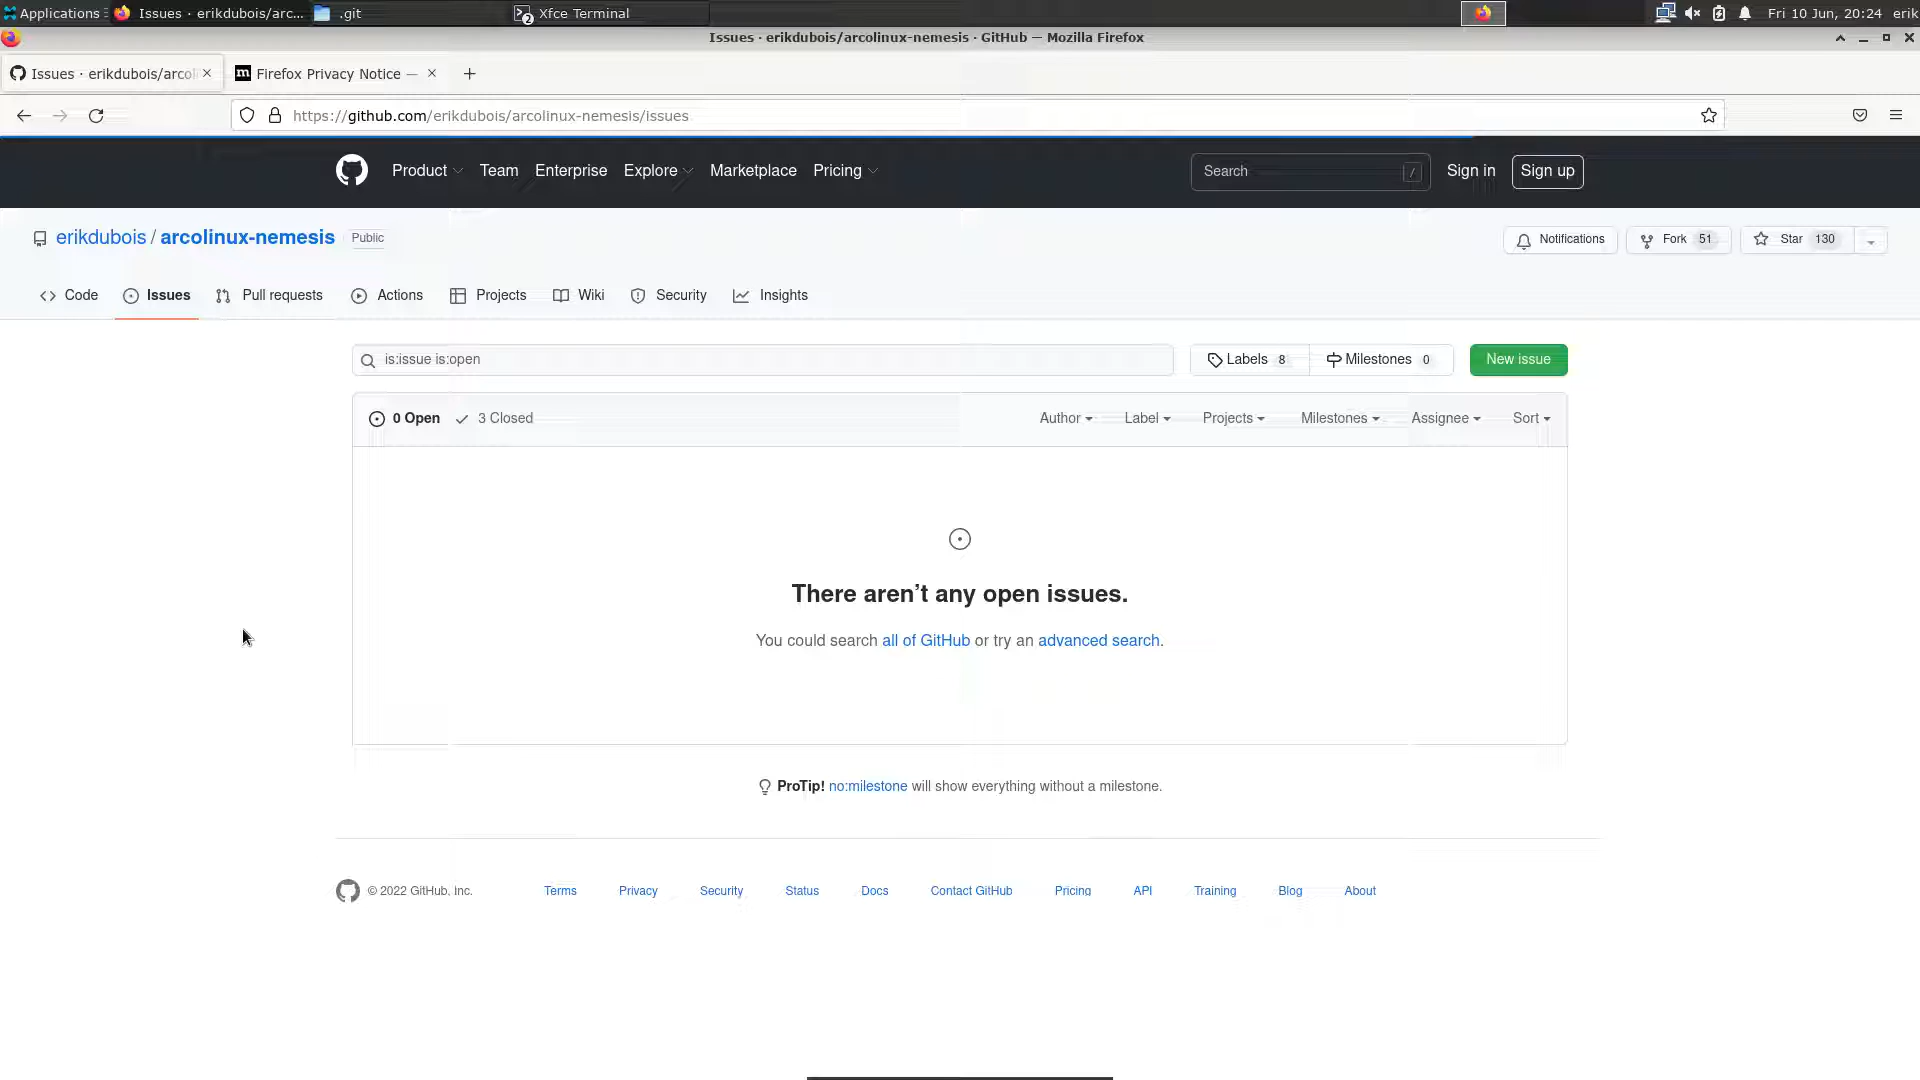 Applications Issues · erikdubois/arc... .git Xfce Terminal Fri 10 Jun, 20:24 erik
Issues · erikdubois/arcolinux-nemesis · GitHub — Mozilla Firefox
Issues · erikdubois/arcoli Firefox Privacy Notice —
https://github.com/erikdubois/arcolinux-nemesis/issues
Product Team Enterprise Explore Marketplace Pricing Search / Sign in Sign up
erikdubois / arcolinux-nemesis Public Notifications Fork 51 Star 130
Code Issues Pull requests Actions Projects Wiki Security Insights
is:issue is:open Labels 8 Milestones 0 New issue
0 Open 3 Closed Author Label Projects Milestones Assignee Sort
There aren’t any open issues.
You could search all of GitHub or try an advanced search.
ProTip! no:milestone will show everything without a milestone.
© 2022 GitHub, Inc. Terms Privacy Security Status Docs Contact GitHub Pricing API Training Blog About